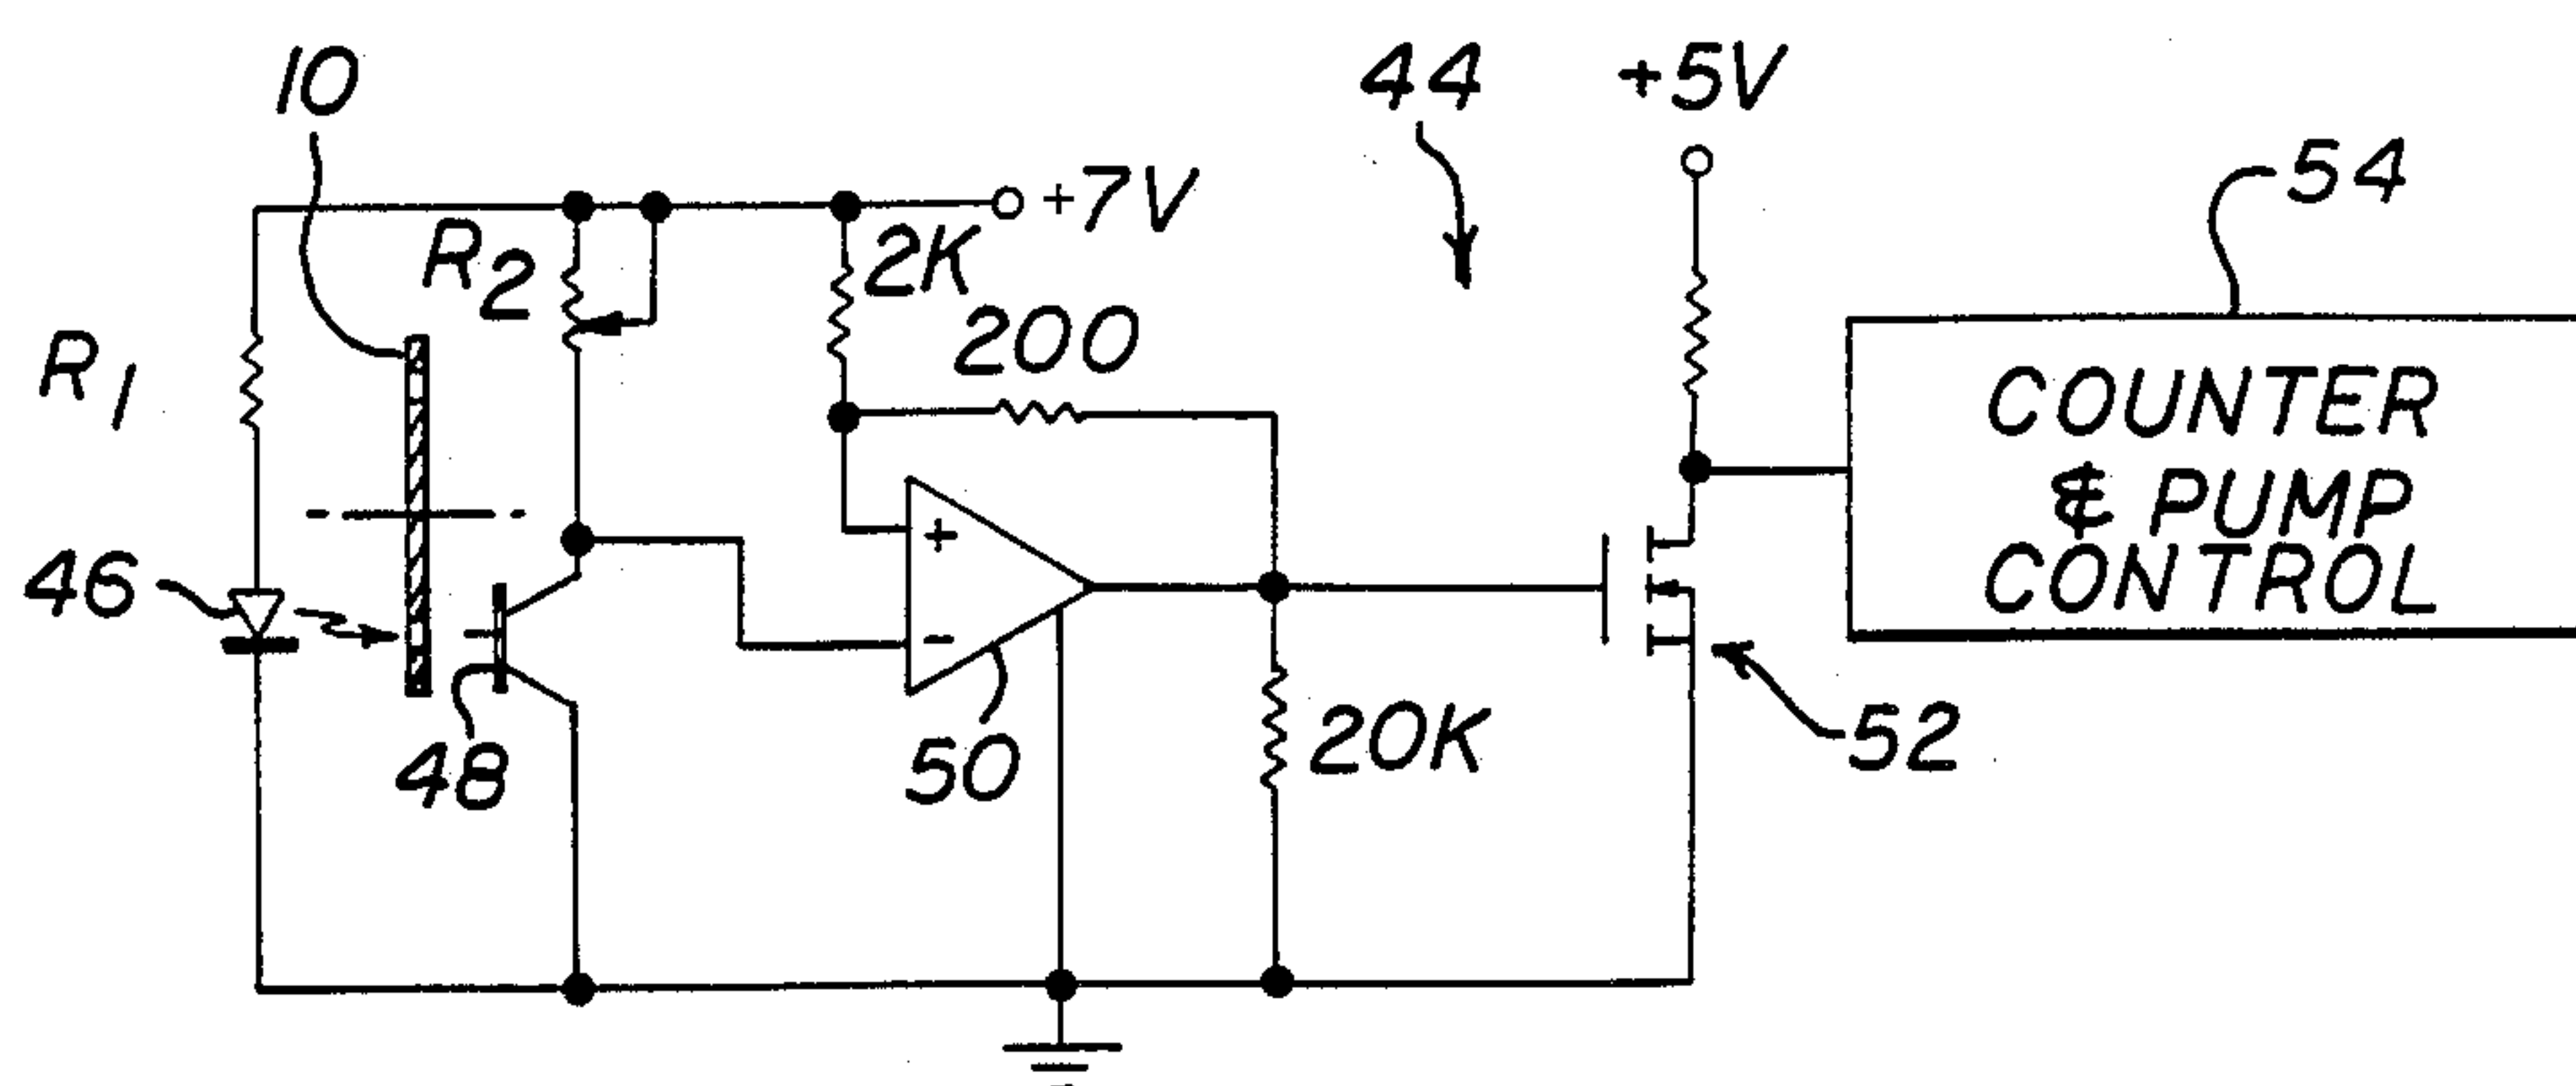 10
44
+5V
54
+7V
R2
2K
200
R1
COUNTER
& PUMP
CONTROL
+
46
-
48
50
20K
52